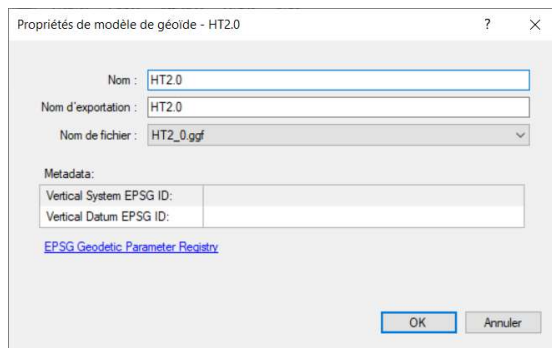 Propriétés de modèle de géoïde - HT2.0 ? ×
Nom : HT2.0
Nom d'exportation : HT2.0
Nom de fichier : HT2_0.ggf
Metadata:
Vertical System EPSG ID:
Vertical Datum EPSG ID:
EPSG Geodetic Parameter Registry
OK Annuler